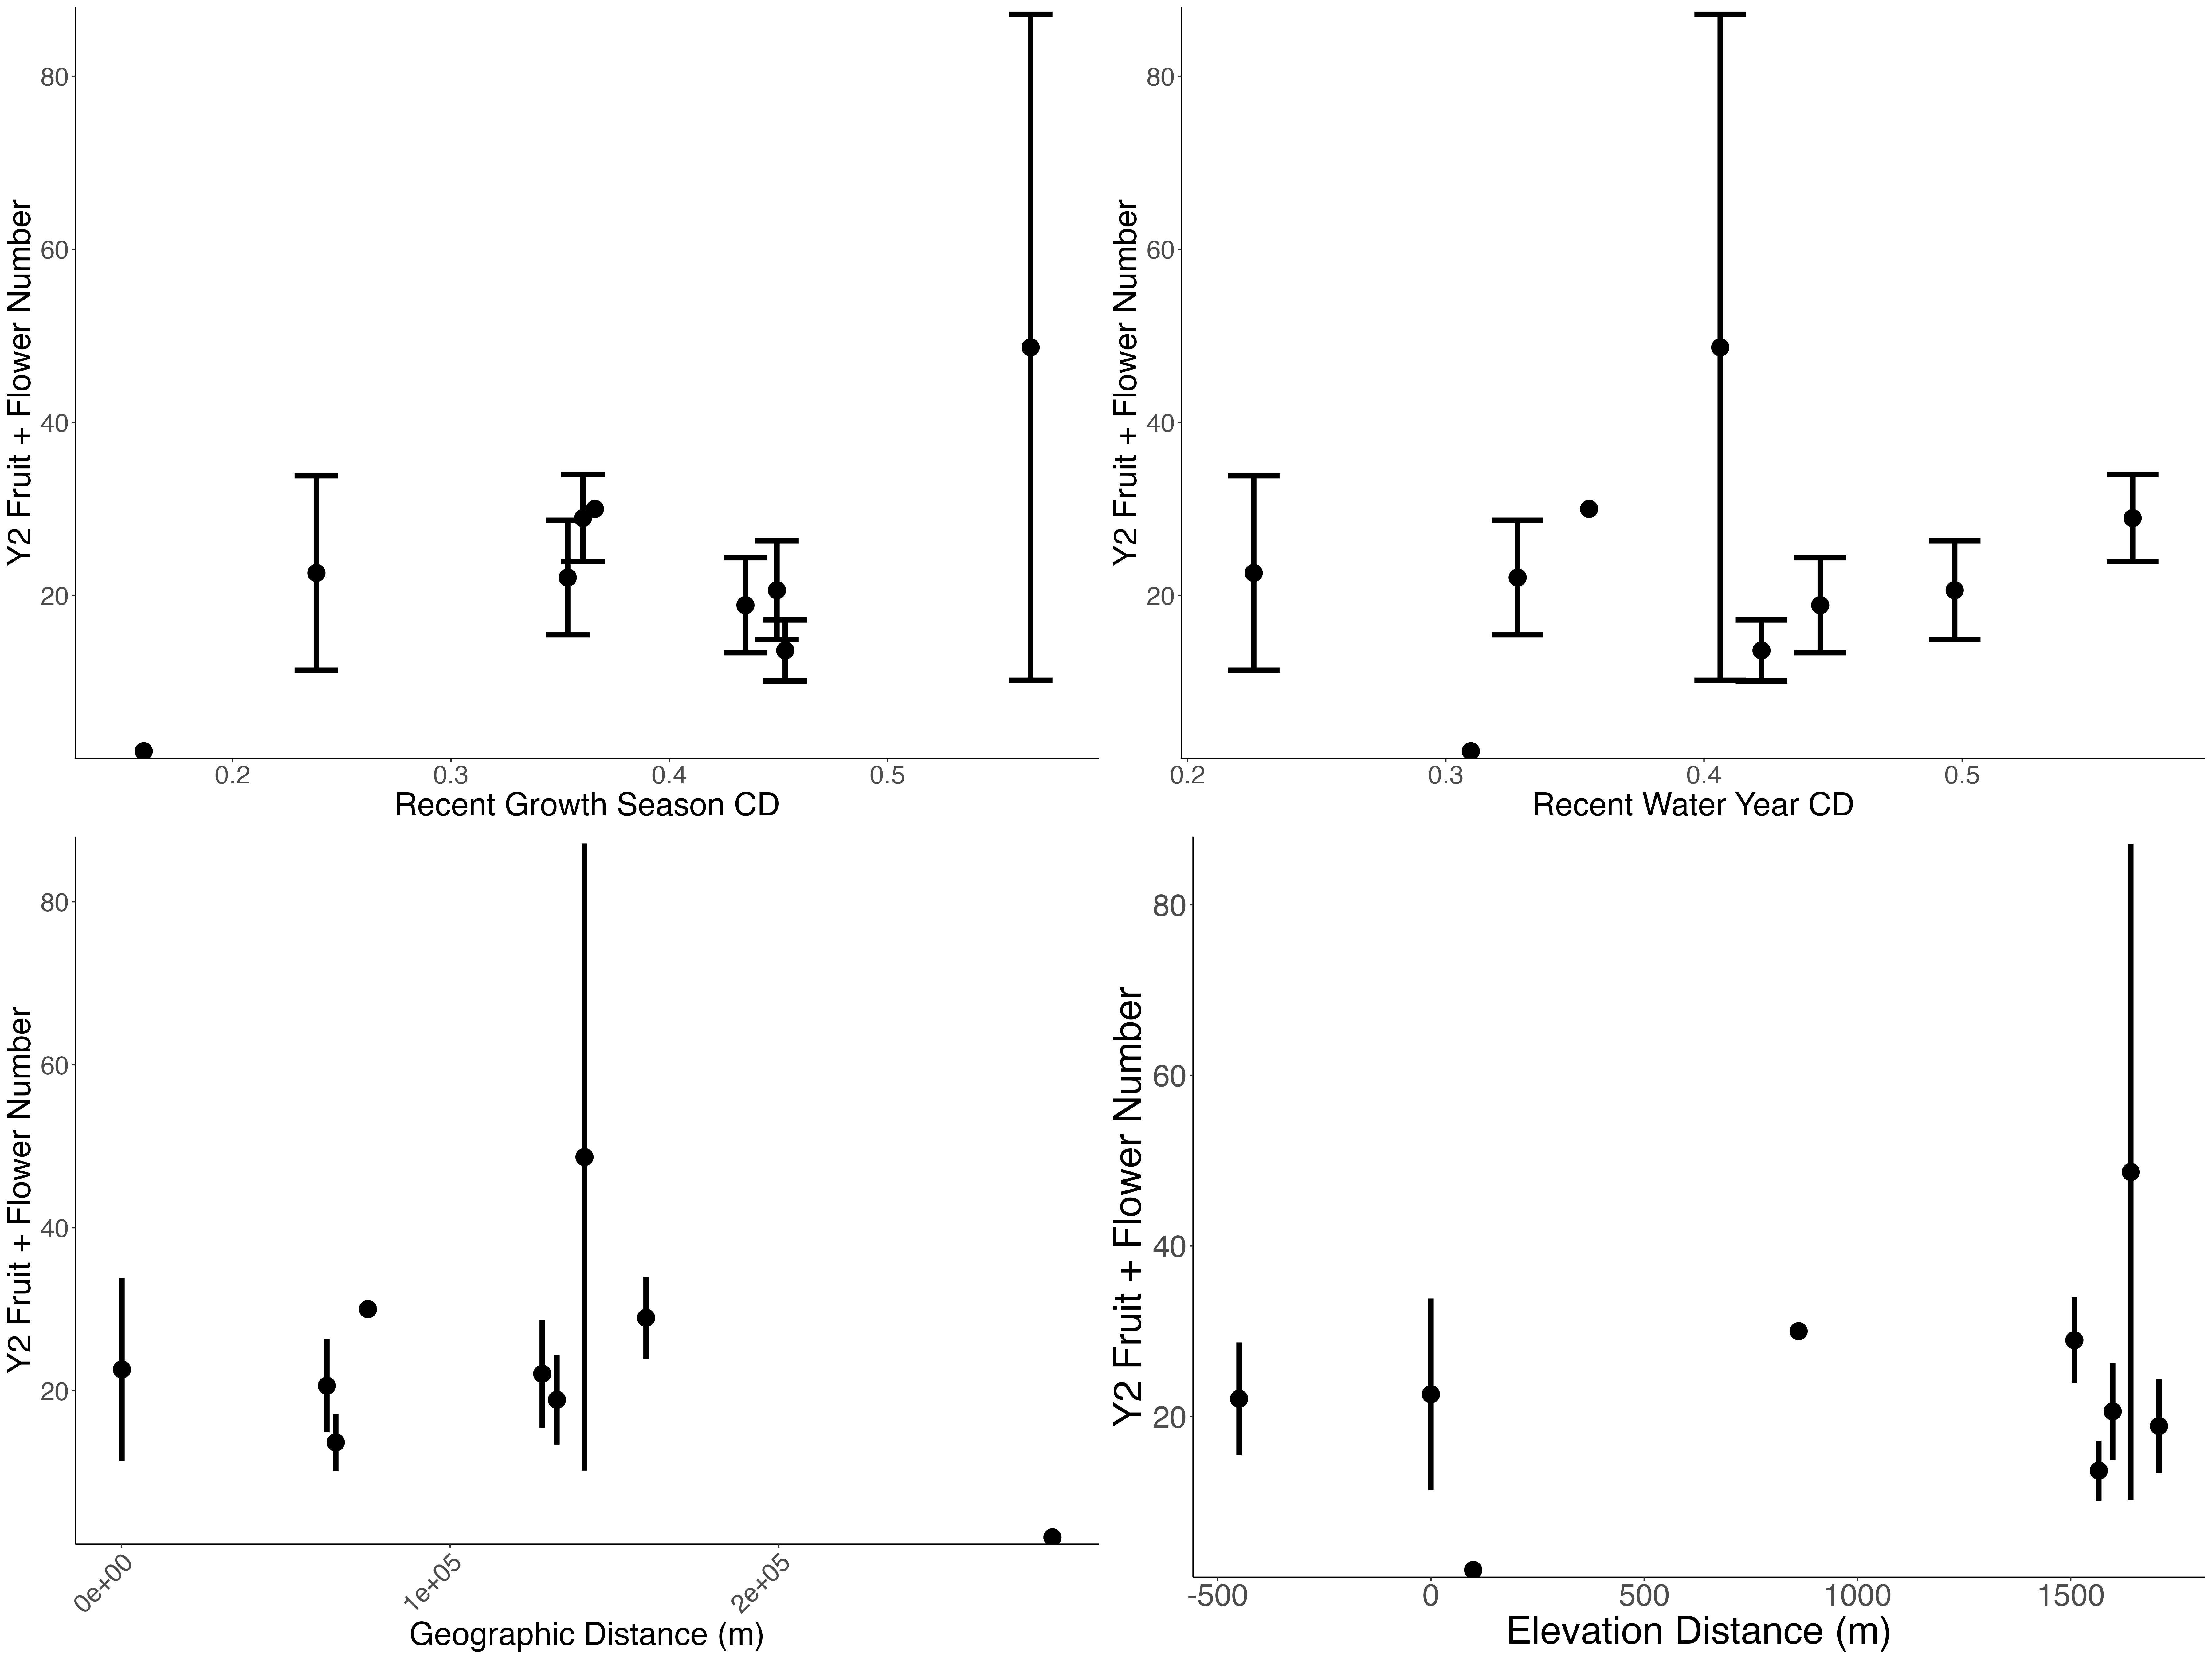 Y2 Fruit + Flower Number
80
60
40
20
0.2 0.3 0.4 0.5
Recent Growth Season CD
Y2 Fruit + Flower Number
80
60
40
20
0.2 0.3 0.4 0.5
Recent Water Year CD
Y2 Fruit + Flower Number
80
60
40
20
0e+00 1e+05 2e+05
Geographic Distance (m)
Y2 Fruit + Flower Number
80
60
40
20
-500 0 500 1000 1500
Elevation Distance (m)